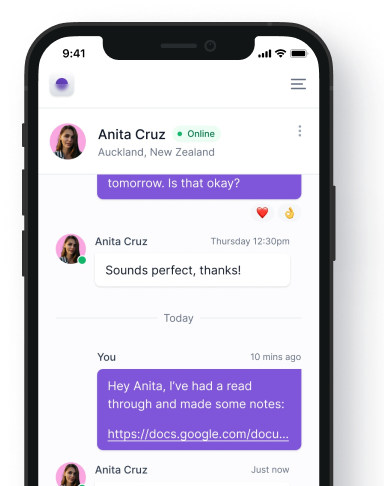 9:41
Anita Cruz
Online
Auckland, New Zealand
tomorrow. Is that okay?
Anita Cruz
Thursday 12:30pm
Sounds perfect, thanks!
Today
You
10 mins ago
Hey Anita, I've had a read
through and made some notes:
https://docs.google.com/docu...
Anita Cruz
Just now